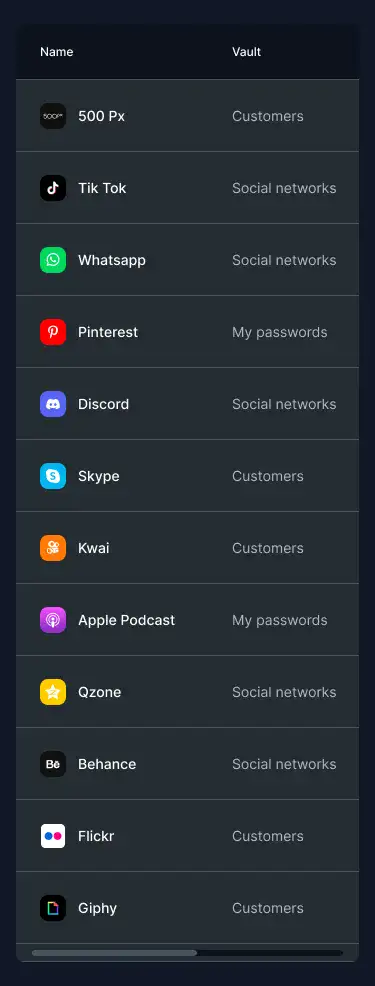 Name Vault
500px 500 Px Customers
Tik Tok Social networks
Whatsapp Social networks
Pinterest My passwords
Discord Social networks
Skype Customers
Kwai Customers
Apple Podcast My passwords
Qzone Social networks
Bē Behance Social networks
Flickr Customers
Giphy Customers